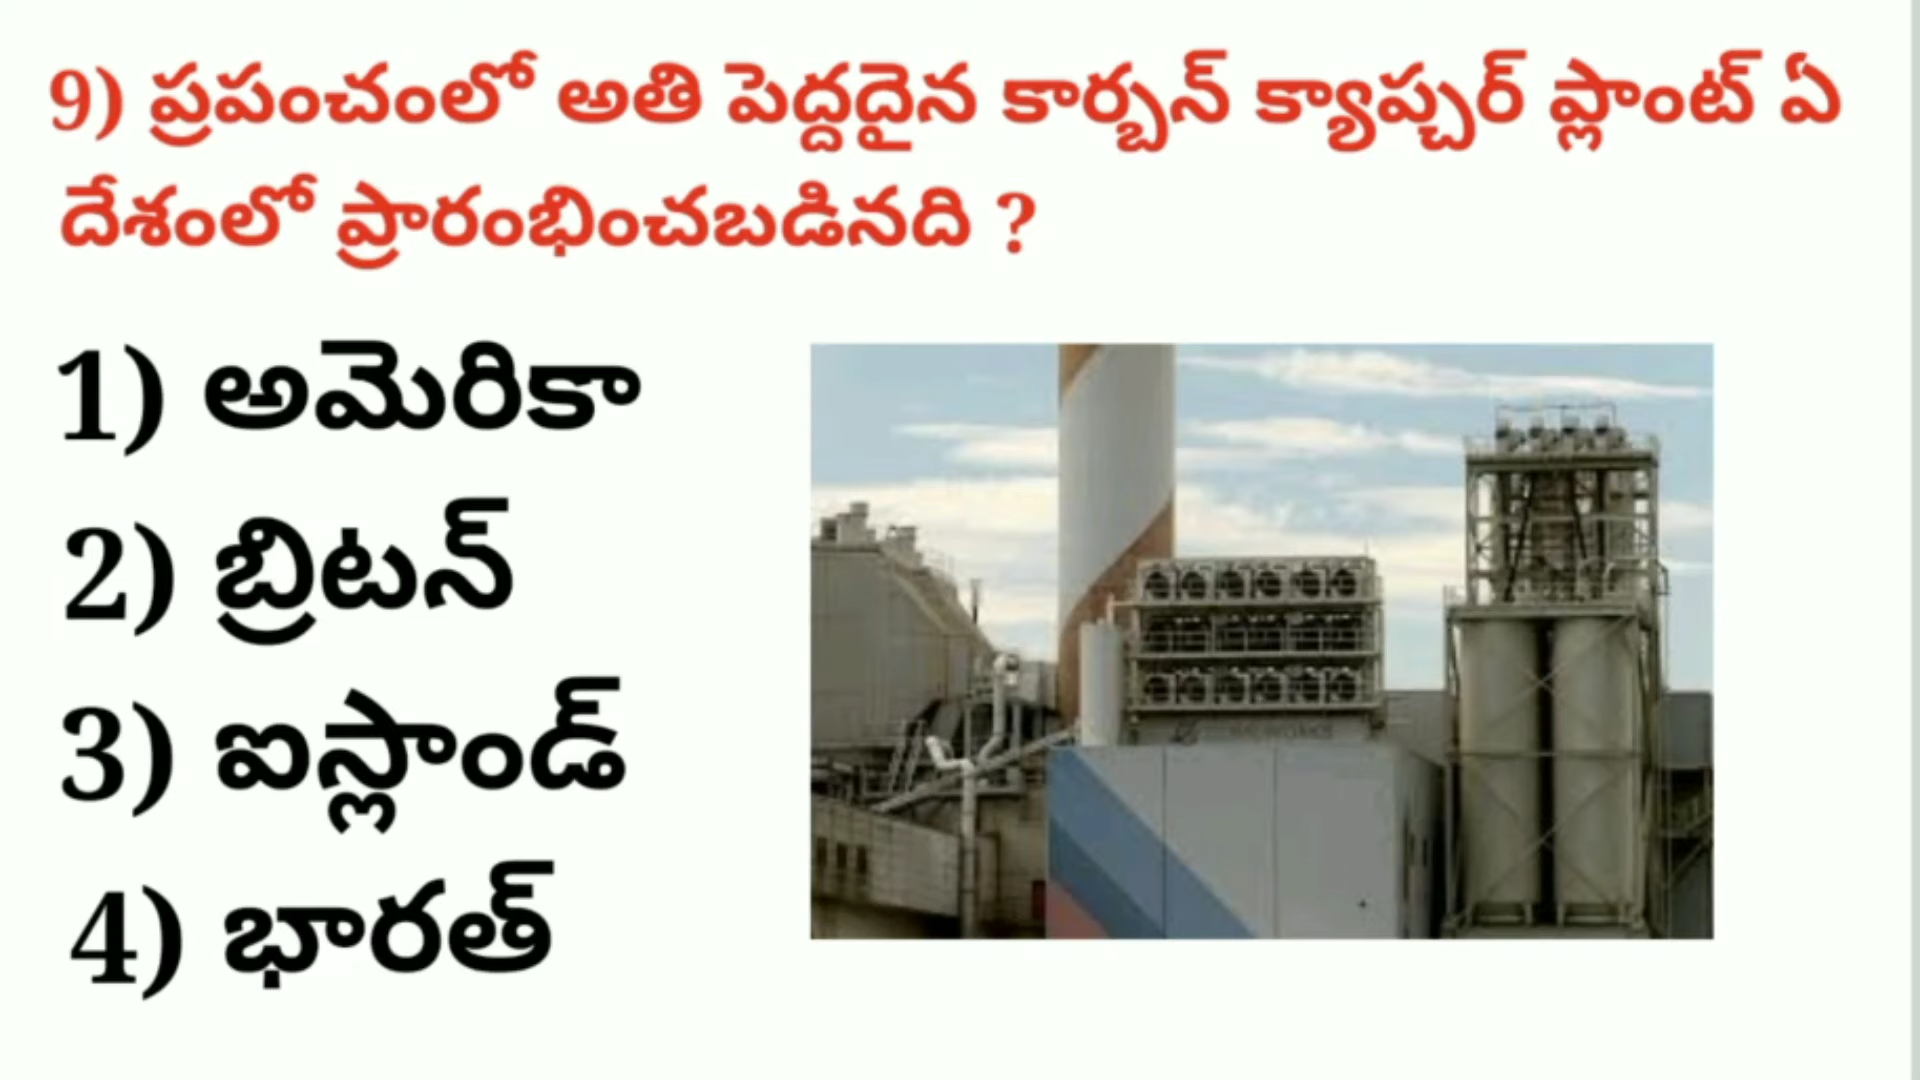 9) ప్రపంచంలో అతి పెద్దదైన కార్బన్ క్యాప్చర్ ప్లాంట్ ఏ
దేశంలో ప్రారంభించబడినది ?
1) అమెరికా
2) బ్రిటన్
3) ఐస్లాండ్
4) భారత్